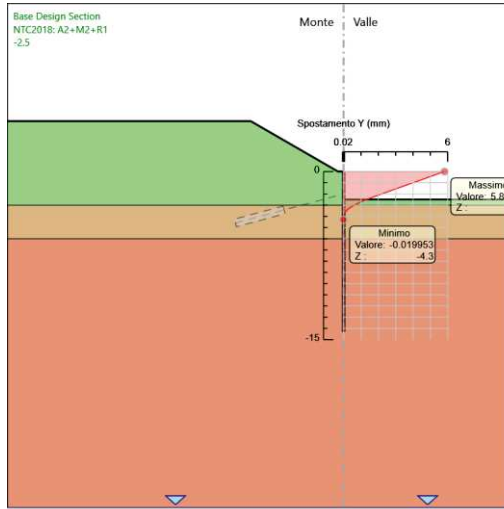 Base Design Section
NTC2018: A2+M2+R1
-2.5
Monte
Valle
Spostamento Y (mm)
0.02
6
0
Massimo
Valore: 5.8
Z :
Minimo
Valore: -0.019953
Z :
-4.3
-15